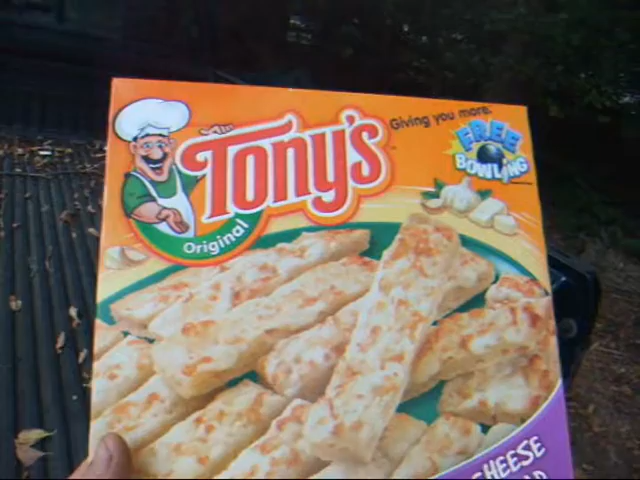 Tony's
Giving you more.
FREE
BOWLING
Original
CHEESE